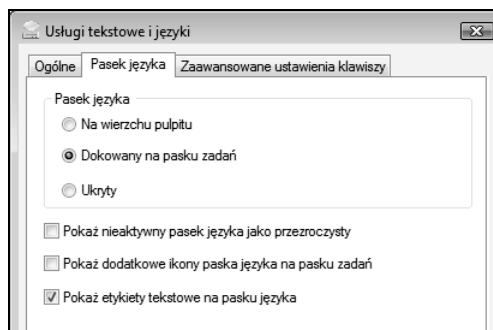 Usługi tekstowe i języki
Ogólne Pasek języka Zaawansowane ustawienia klawiszy
Pasek języka
Na wierzchu pulpitu
Dokowany na pasku zadań
Ukryty
Pokaż nieaktywny pasek języka jako przezroczysty
Pokaż dodatkowe ikony paska języka na pasku zadań
Pokaż etykiety tekstowe na pasku języka